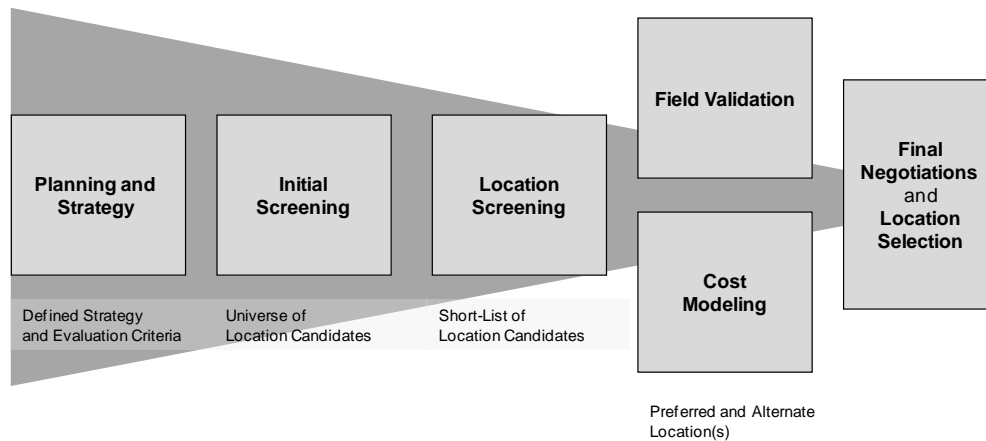 Planning and
Strategy
Initial
Screening
Location
Screening
Field Validation
Cost
Modeling
Final
Negotiations
and
Location
Selection
Defined Strategy
and Evaluation Criteria
Universe of
Location Candidates
Short-List of
Location Candidates
Preferred and Alternate
Location(s)